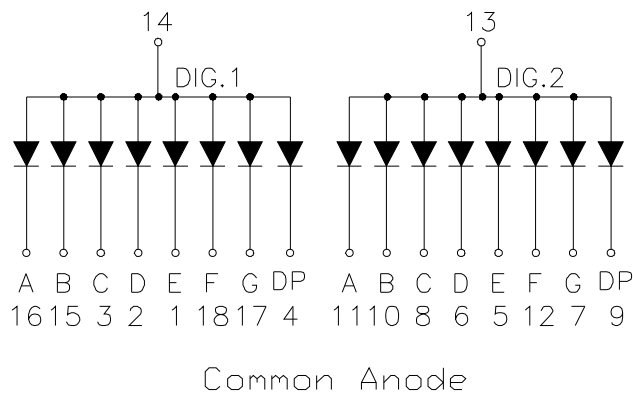 14 13
DIG.1 DIG.2
A B C D E F G DP A B C D E F G DP
16 15 3 2 1 18 17 4 11 10 8 6 5 12 7 9
Common Anode